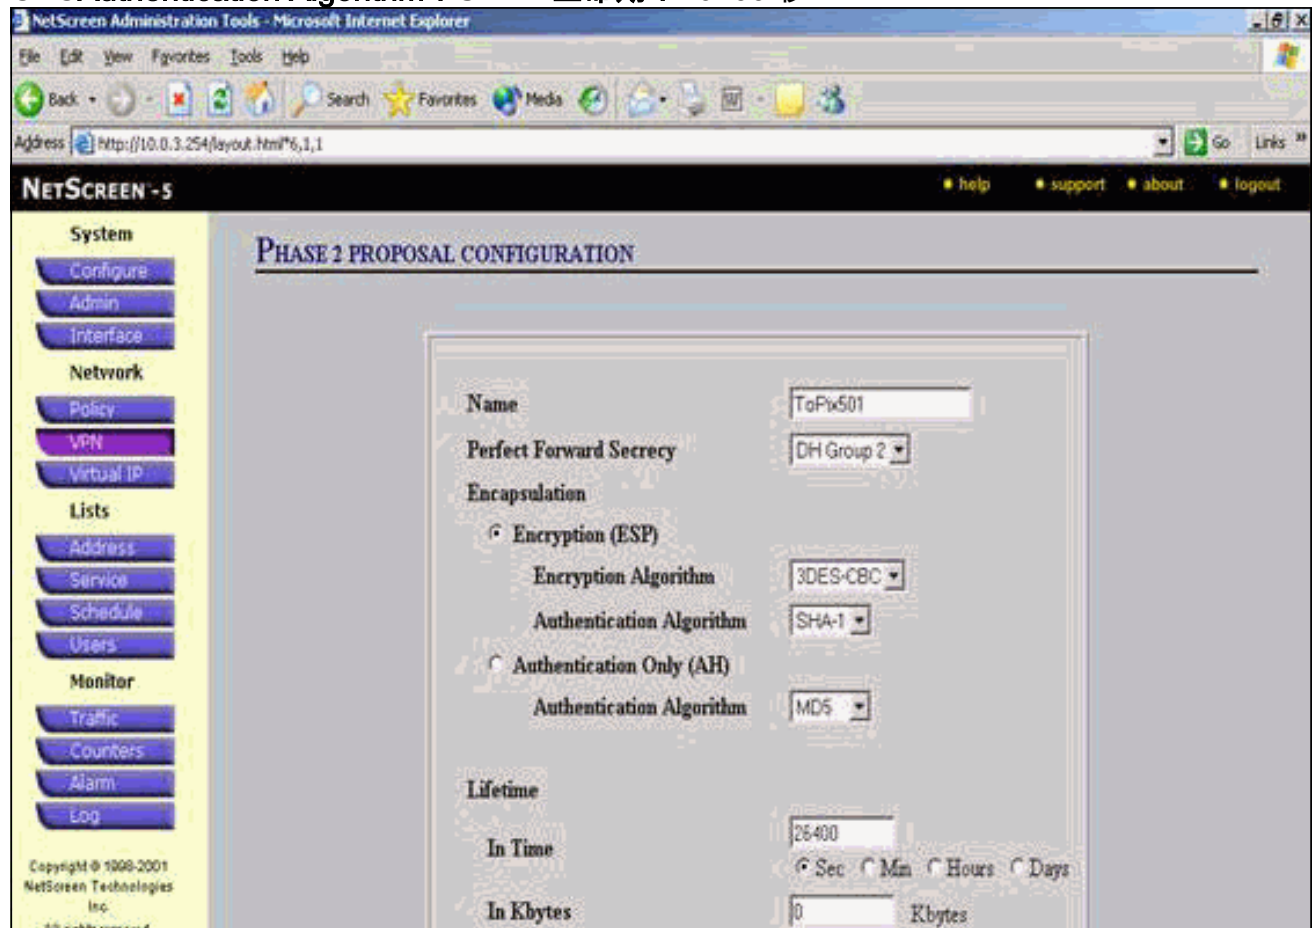 NetScreen Administration Tools - Microsoft Internet Explorer
File Edit View Favorites Tools Help
Back Search Favorites Media
Address http://10.0.3.254/layout.html*6,1,1 Go Links »
NETSCREEN-5
help support about logout
System
Configure
Admin
Interface
Network
Policy
VPN
Virtual IP
Lists
Address
Service
Schedule
Users
Monitor
Traffic
Counters
Alarm
Log
Copyright © 1998-2001
NetScreen Technologies
Inc.
PHASE 2 PROPOSAL CONFIGURATION
Name ToPix501
Perfect Forward Secrecy DH Group 2
Encapsulation
Encryption (ESP)
Encryption Algorithm 3DES-CBC
Authentication Algorithm SHA-1
Authentication Only (AH)
Authentication Algorithm MD5
Lifetime
In Time 26400
Sec Min Hours Days
In Kbytes 0 Kbytes